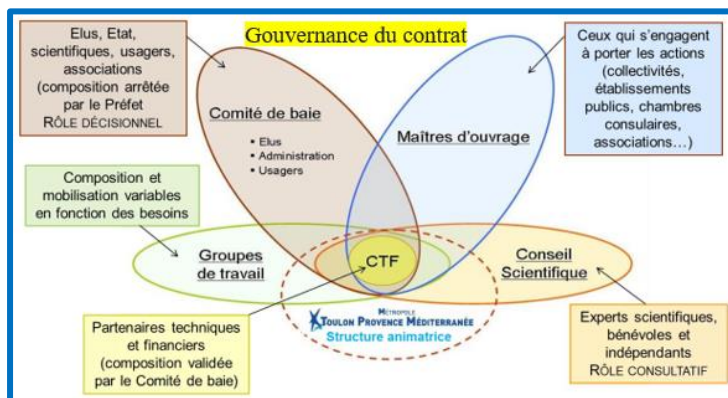 Gouvernance du contrat
Elus, Etat,
scientifiques, usagers,
associations
(composition arrêtée
par le Préfet
RÔLE DÉCISIONNEL
Comité de baie
▪ Elus
▪ Administration
▪ Usagers
Maîtres d'ouvrage
Ceux qui s'engagent
à porter les actions
(collectivités,
établissements
publics, chambres
consulaires,
associations…)
Composition et
mobilisation variables
en fonction des besoins
Groupes
de travail
CTF
Conseil
Scientifique
Partenaires techniques
et financiers
(composition validée
par le Comité de baie)
MÉTROPOLE
TOULON PROVENCE MÉDITERRANÉE
Structure animatrice
Experts scientifiques,
bénévoles et
indépendants
RÔLE CONSULTATIF